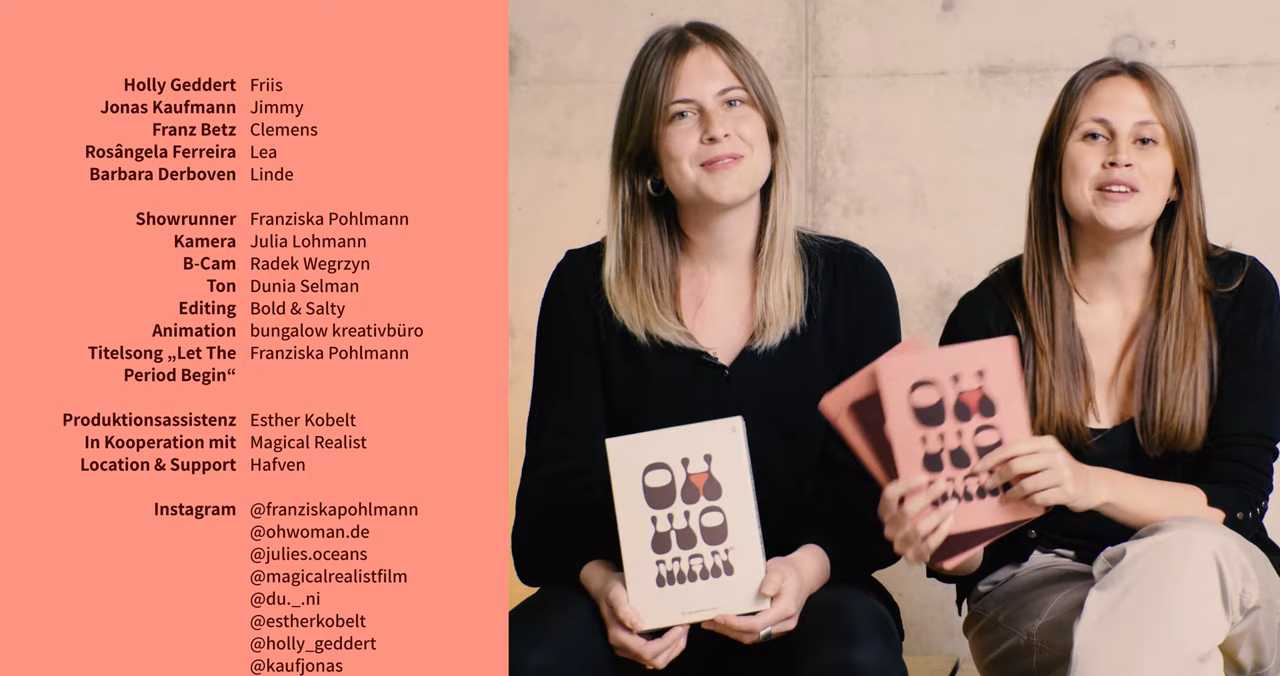 Holly Geddert Friis
Jonas Kaufmann Jimmy
Franz Betz Clemens
Rosângela Ferreira Lea
Barbara Derboven Linde
Showrunner Franziska Pohlmann
Kamera Julia Lohmann
B-Cam Radek Wegrzyn
Ton Dunia Selman
Editing Bold & Salty
Animation bungalow kreativbüro
Titelsong „Let The Franziska Pohlmann
Period Begin“
Produktionsassistenz Esther Kobelt
In Kooperation mit Magical Realist
Location & Support Hafven
Instagram @franziskapohlmann
@ohwoman.de
@julies.oceans
@magicalrealistfilm
@du._.ni
@estherkobelt
@holly_geddert
@kaufjonas
OH
WO
MAN
OH
WO
MAN